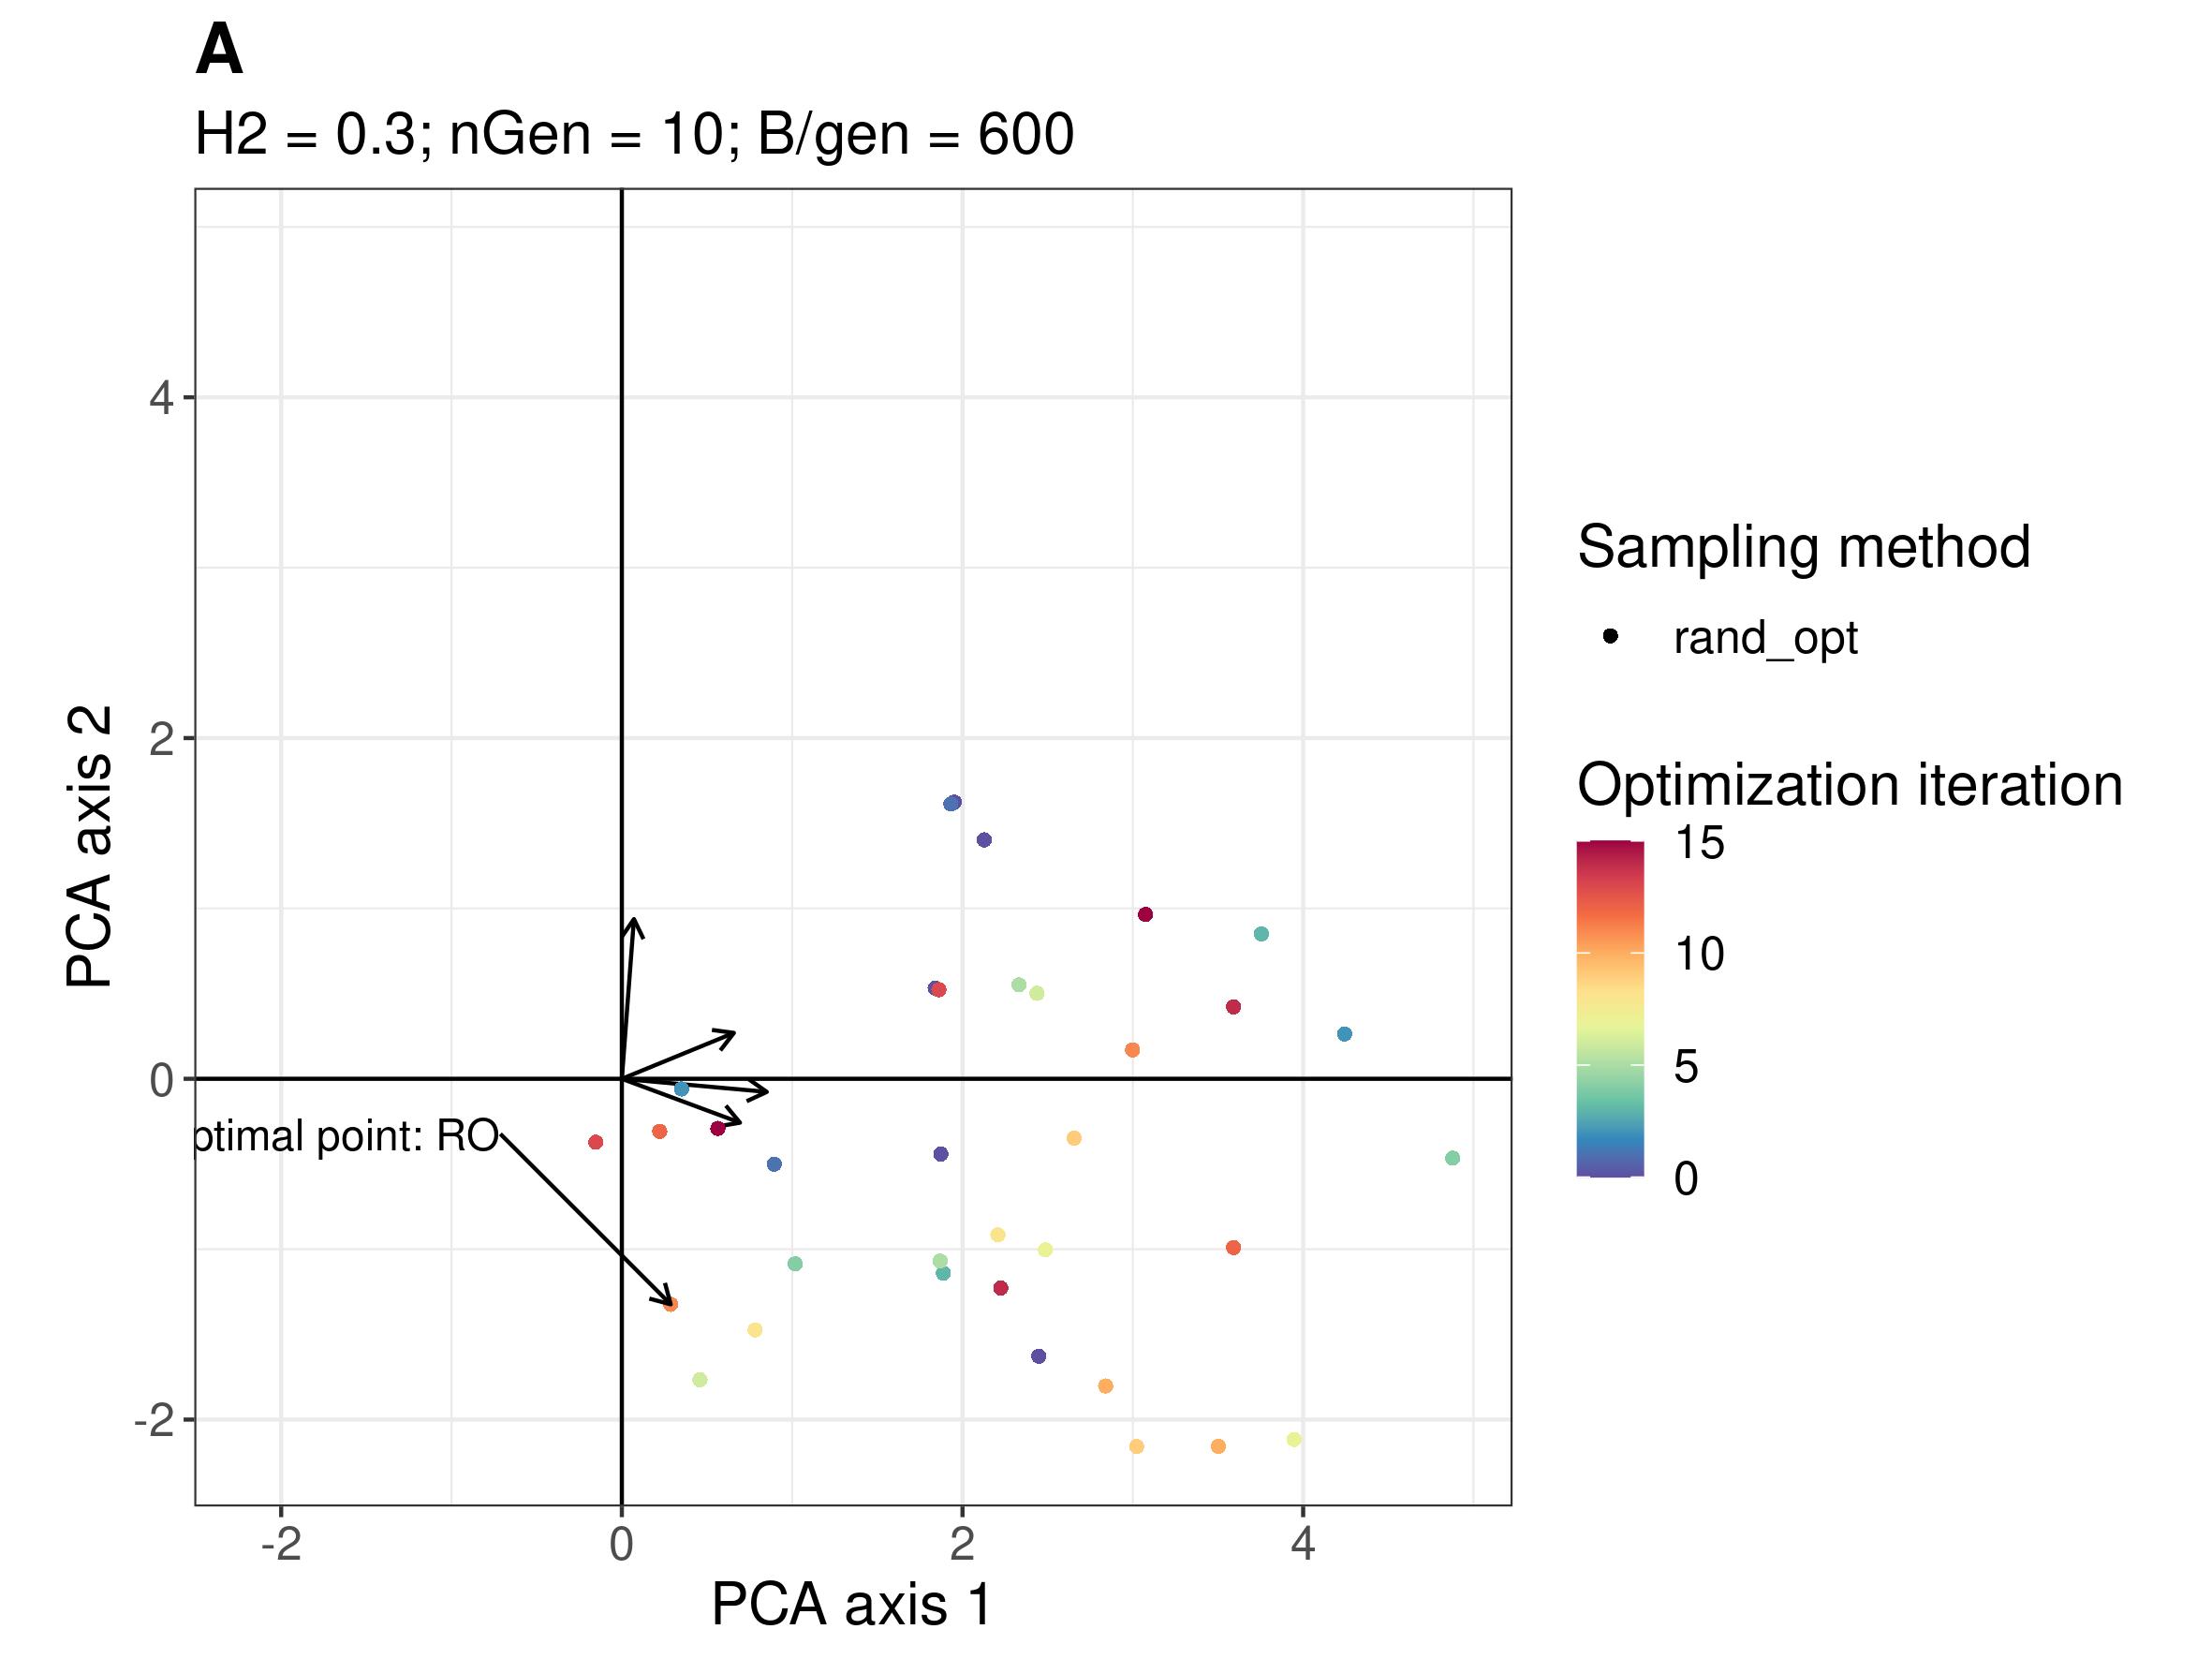 A
H2 = 0.3; nGen = 10; B/gen = 600
PCA axis 2
4
2
0
-2
ptimal point: RO
-2
0
2
4
PCA axis 1
Sampling method
rand_opt
Optimization iteration
15
10
5
0